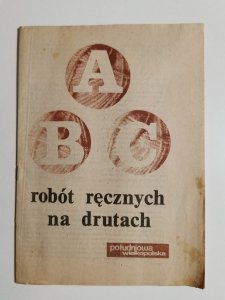 A
B C
robót ręcznych
na drutach
południowa
wielkopolska